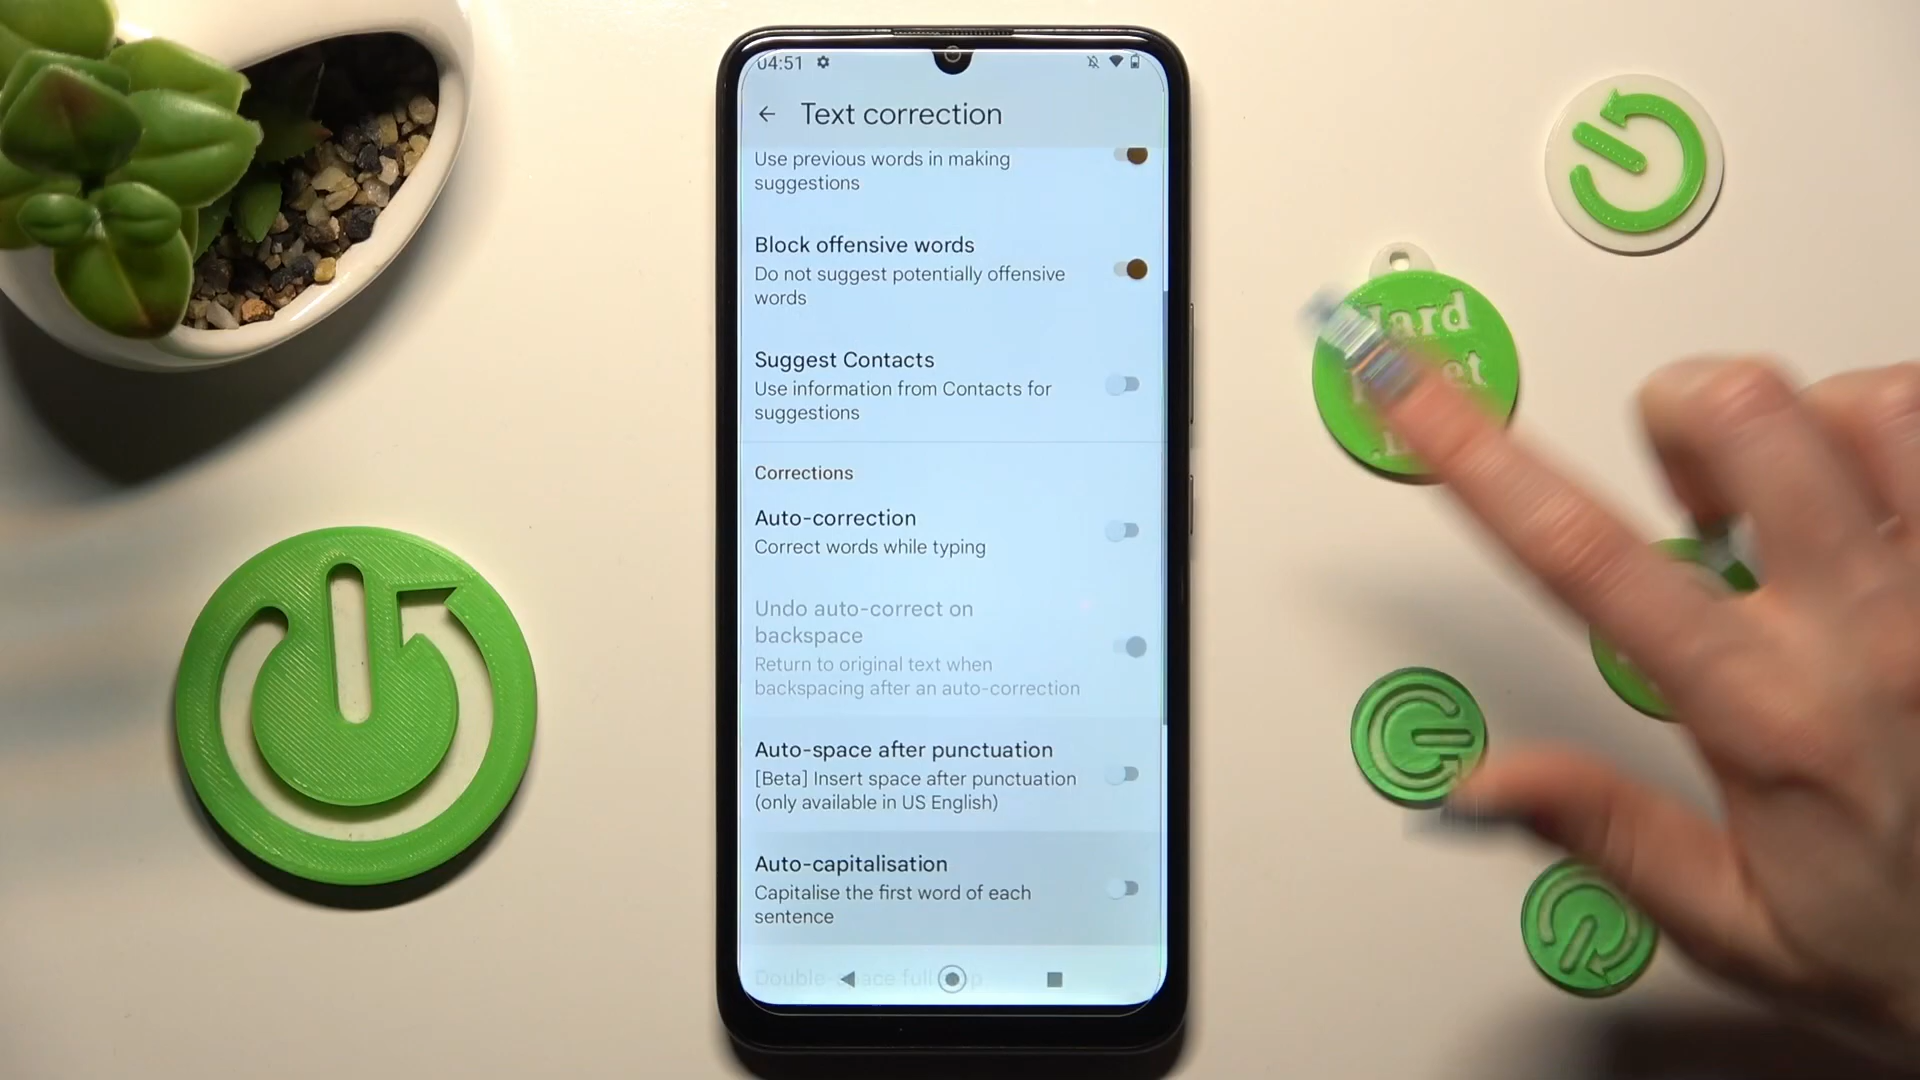 04:51
Text correction
Use previous words in making
suggestions
Block offensive words
Do not suggest potentially offensive
words
Suggest Contacts
Use information from Contacts for
suggestions
Corrections
Auto-correction
Correct words while typing
Undo auto-correct on
backspace
Return to original text when
backspacing after an auto-correction
Auto-space after punctuation
[Beta] Insert space after punctuation
(only available in US English)
Auto-capitalisation
Capitalise the first word of each
sentence